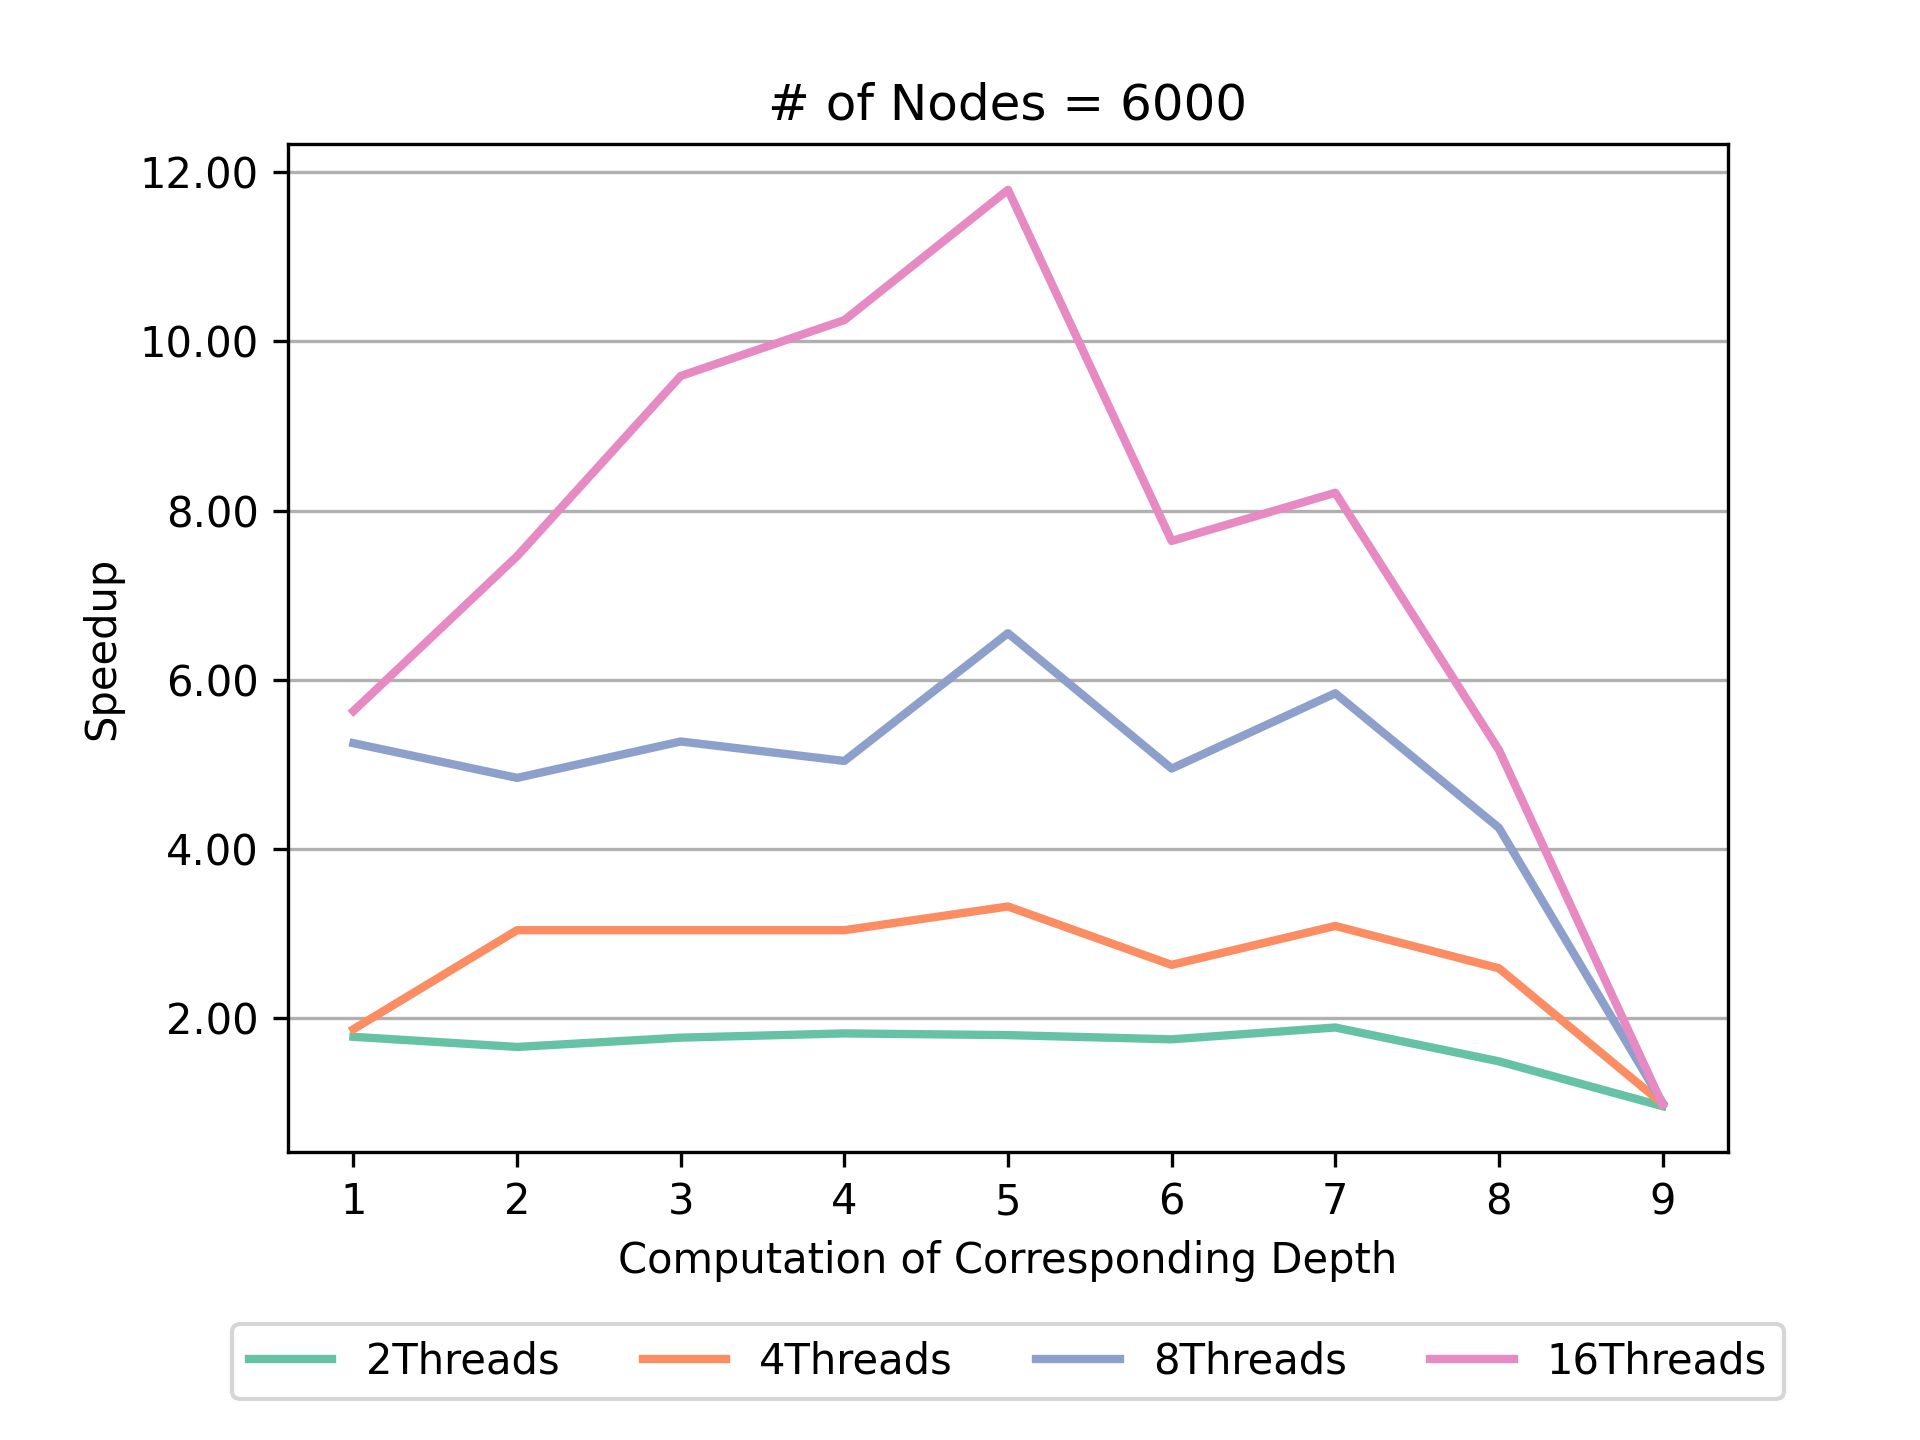 # of Nodes = 6000
12.00
10.00
8.00
6.00
4.00
2.00
Speedup
1 2 3 4 5 6 7 8 9
Computation of Corresponding Depth
2Threads 4Threads 8Threads 16Threads